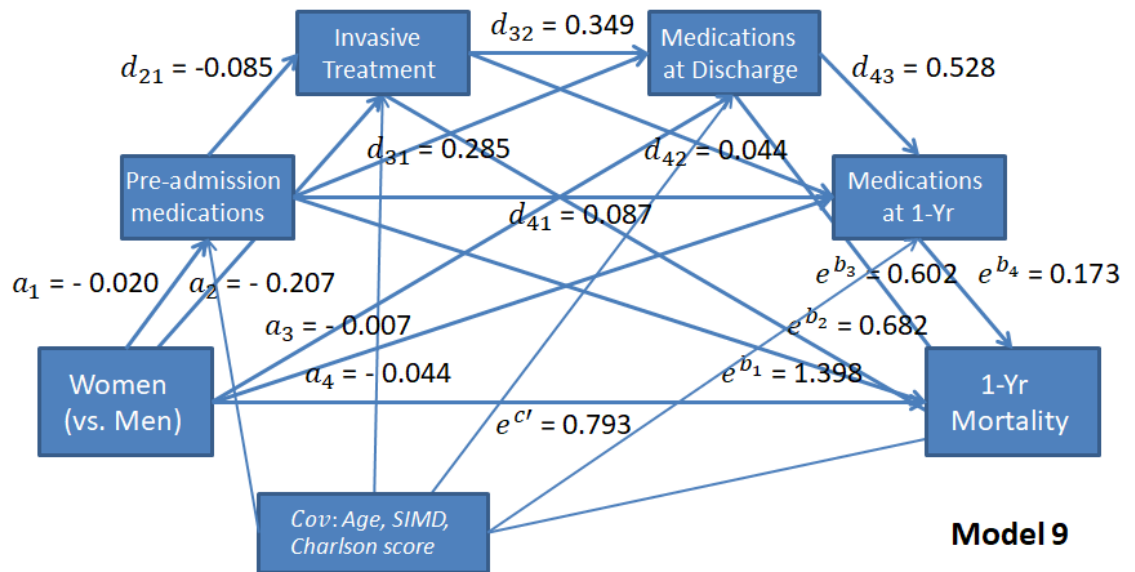 Invasive
Treatment
d₃₂ = 0.349
Medications
at Discharge
d₂₁ = -0.085
d₄₃ = 0.528
Pre-admission
medications
d₃₁ = 0.285
d₄₂ = 0.044
Medications
at 1-Yr
d₄₁ = 0.087
a₁ = - 0.020
a₂ = - 0.207
e^{b₃} = 0.602
e^{b₄} = 0.173
a₃ = - 0.007
e^{b₂} = 0.682
Women
(vs. Men)
a₄ = - 0.044
e^{b₁} = 1.398
1-Yr
Mortality
e^{c′} = 0.793
Cov: Age, SIMD,
Charlson score
Model 9